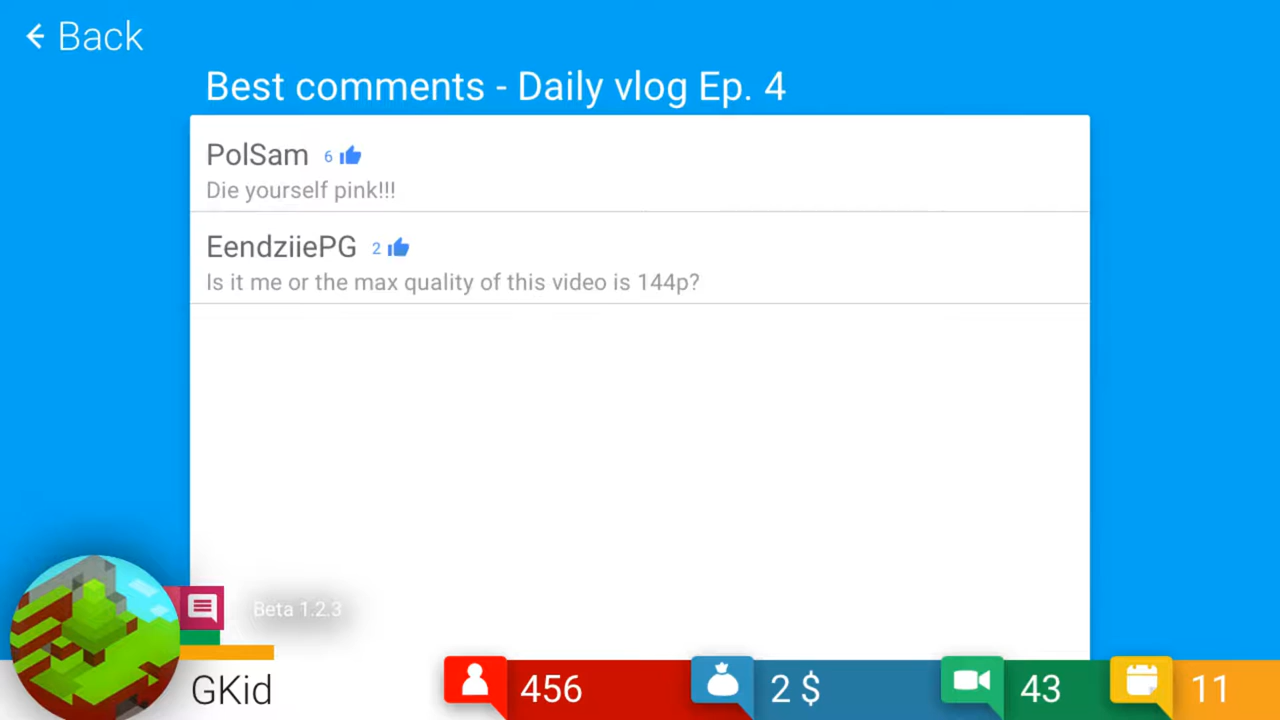 Back
Best comments - Daily vlog Ep. 4
PolSam 6
Die yourself pink!!!
EendziiePG 2
Is it me or the max quality of this video is 144p?
Beta 1.2.3
GKid
456
2 $
43
11